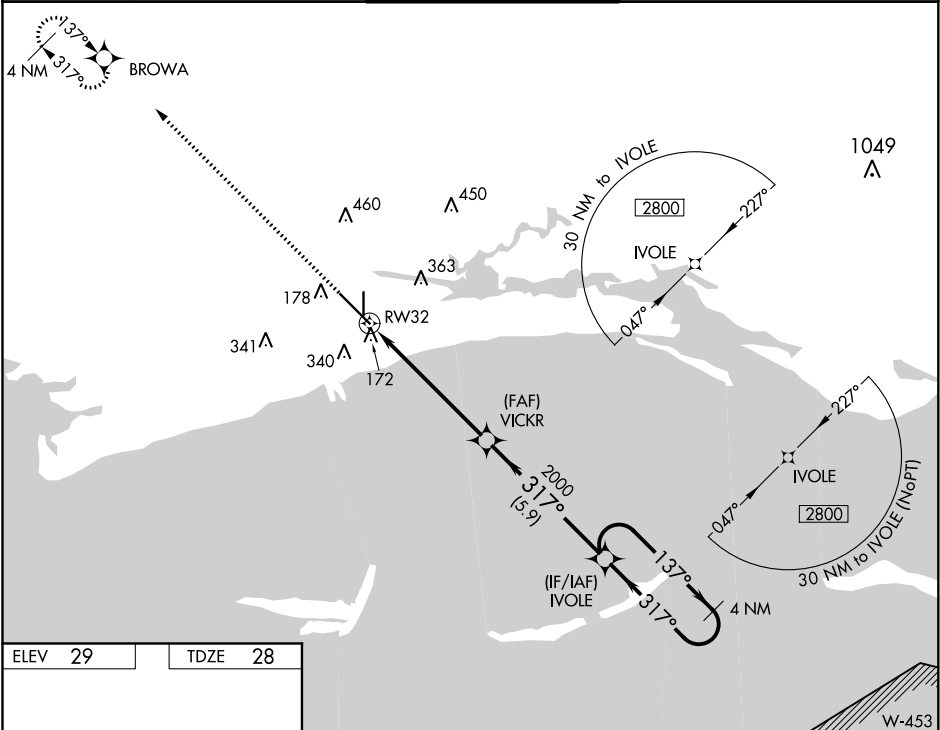 137°
317°
4 NM
BROWA
1049
30 NM to IVOLE
2800
227°
IVOLE
047°
460
450
363
178
RW32
341
340
172
(FAF)
VICKR
2000
317°
(5.9)
227°
IVOLE
047°
2800
30 NM to IVOLE (NoPT)
(IF/IAF)
IVOLE
137°
317°
4 NM
ELEV 29
TDZE 28
W-453